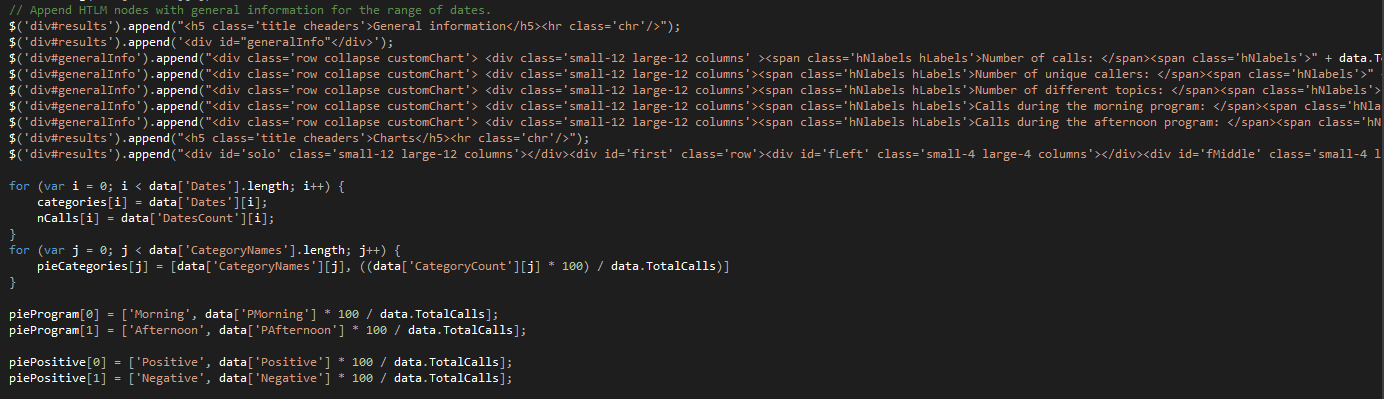 // Append HTLM nodes with general information for the range of dates.
$('div#results').append("<h5 class='title cheaders'>General information</h5><hr class='chr'/>");
$('div#results').append('<div id="generalInfo"</div>');
$('div#generalInfo').append("<div class='row collapse customChart'> <div class='small-12 large-12 columns' ><span class='hNlabels hLabels'>Number of calls: </span><span class='hNlabels'>" + data.T
$('div#generalInfo').append("<div class='row collapse customChart'> <div class='small-12 large-12 columns'><span class='hNlabels hLabels'>Number of unique callers: </span><span class='hNlabels'>"
$('div#generalInfo').append("<div class='row collapse customChart'> <div class='small-12 large-12 columns'><span class='hNlabels hLabels'>Number of different topics: </span><span class='hNlabels'>
$('div#generalInfo').append("<div class='row collapse customChart'> <div class='small-12 large-12 columns'><span class='hNlabels hLabels'>Calls during the morning program: </span><span class='hNla
$('div#generalInfo').append("<div class='row collapse customChart'> <div class='small-12 large-12 columns'><span class='hNlabels hLabels'>Calls during the afternoon program: </span><span class='hN
$('div#results').append("<h5 class='title cheaders'>Charts</h5><hr class='chr'/>");
$('div#results').append("<div id='solo' class='small-12 large-12 columns'></div><div id='first' class='row'><div id='fLeft' class='small-4 large-4 columns'></div><div id='fMiddle' class='small-4 l
for (var i = 0; i < data['Dates'].length; i++) {
categories[i] = data['Dates'][i];
nCalls[i] = data['DatesCount'][i];
}
for (var j = 0; j < data['CategoryNames'].length; j++) {
pieCategories[j] = [data['CategoryNames'][j], ((data['CategoryCount'][j] * 100) / data.TotalCalls)]
}
pieProgram[0] = ['Morning', data['PMorning'] * 100 / data.TotalCalls];
pieProgram[1] = ['Afternoon', data['PAfternoon'] * 100 / data.TotalCalls];
piePositive[0] = ['Positive', data['Positive'] * 100 / data.TotalCalls];
piePositive[1] = ['Negative', data['Negative'] * 100 / data.TotalCalls];